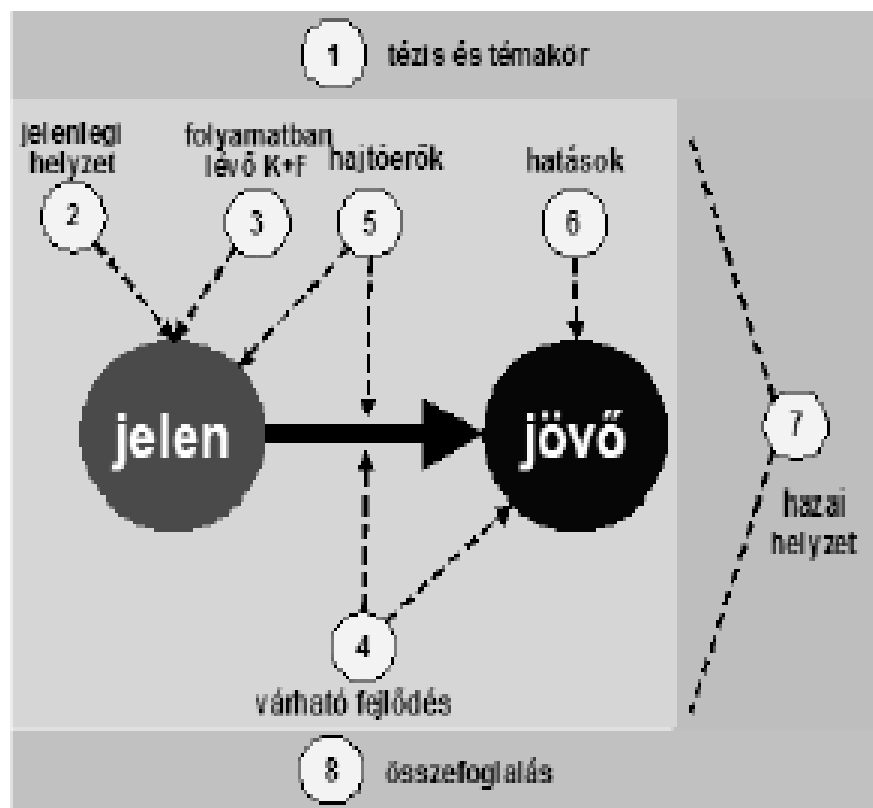 1 tézis és témakör
jelenlegi
helyzet
2
folyamatban
lévő K+F
3
hajtóerők
5
hatások
6
jelen
jövő
7
hazai
helyzet
4
várható fejlődés
8 összefoglalás